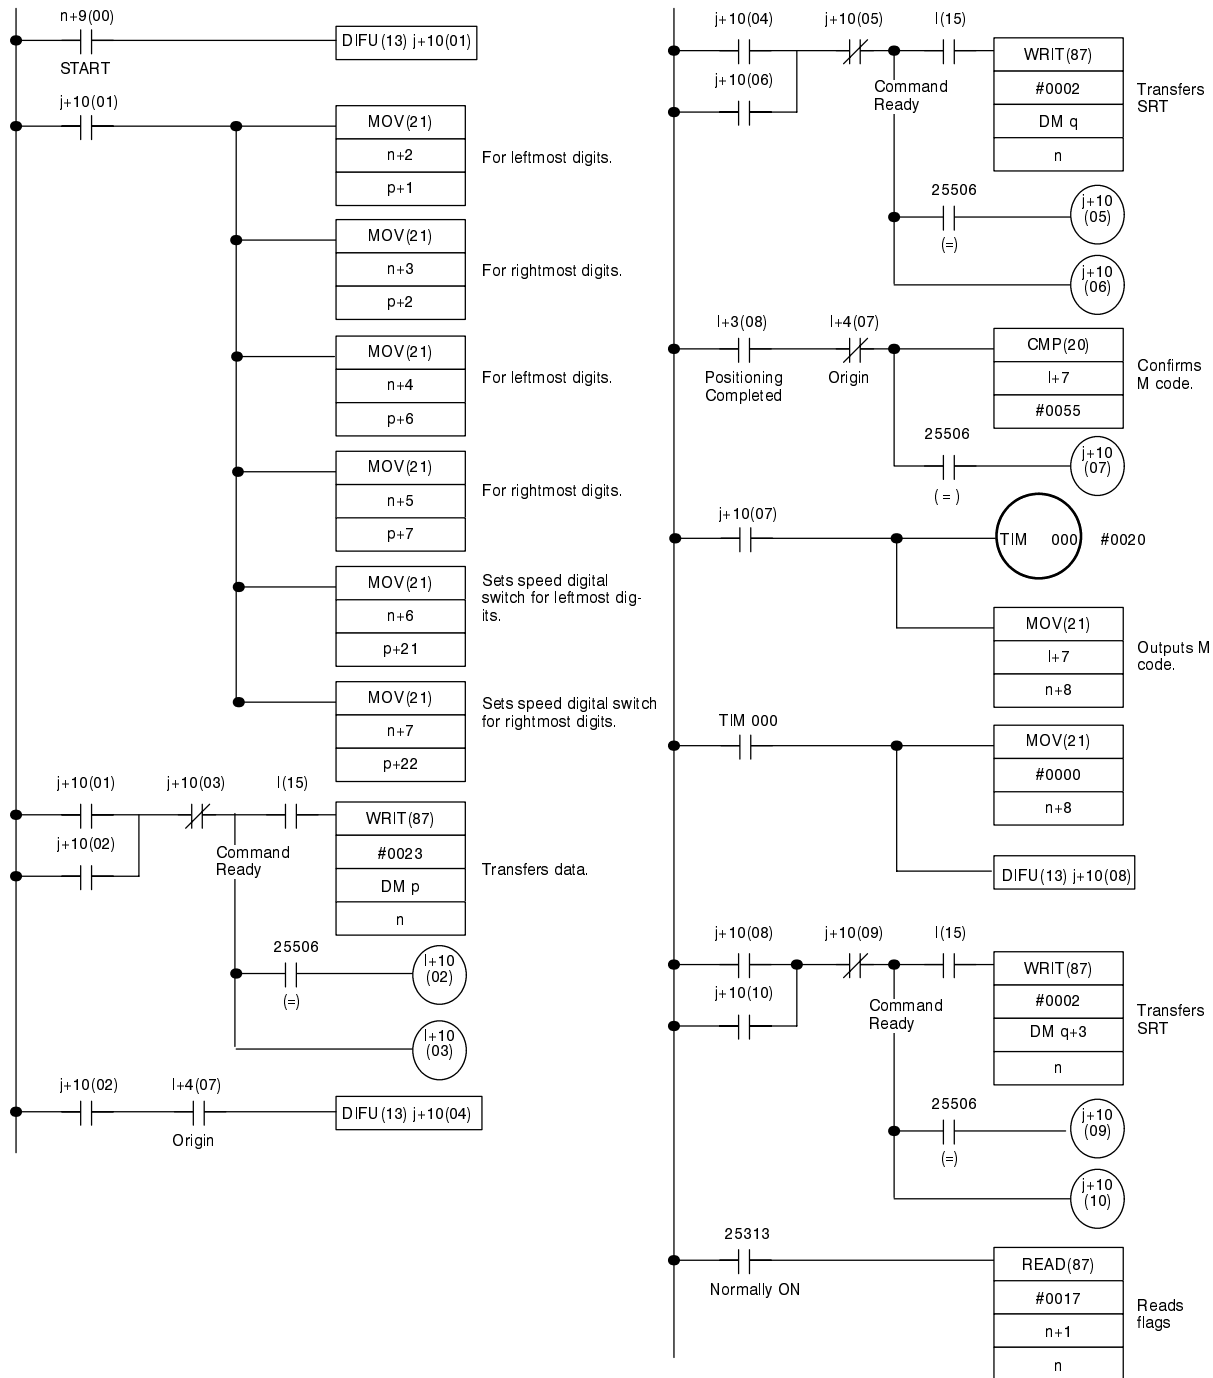 n+9(00)
DIFU(13) j+10(01)
START
j+10(01)
MOV(21)
n+2
p+1
For leftmost digits.
MOV(21)
n+3
p+2
For rightmost digits.
MOV(21)
n+4
p+6
For leftmost digits.
MOV(21)
n+5
p+7
For rightmost digits.
MOV(21)
n+6
p+21
Sets speed digital
switch for leftmost dig-
its.
MOV(21)
n+7
p+22
Sets speed digital switch
for rightmost digits.
j+10(01)
j+10(03)
l(15)
j+10(02)
Command
Ready
WRIT(87)
#0023
DM p
n
Transfers data.
25506
(=)
l+10
(02)
l+10
(03)
j+10(02)
l+4(07)
Origin
DIFU(13) j+10(04)
j+10(04)
j+10(05)
l(15)
j+10(06)
Command
Ready
WRIT(87)
#0002
DM q
n
Transfers
SRT
25506
(=)
j+10
(05)
j+10
(06)
l+3(08)
l+4(07)
Positioning
Completed
Origin
CMP(20)
l+7
#0055
Confirms
M code.
25506
( = )
j+10
(07)
j+10(07)
TIM 000
#0020
MOV(21)
l+7
n+8
Outputs M
code.
TIM 000
MOV(21)
#0000
n+8
DIFU(13) j+10(08)
j+10(08)
j+10(09)
l(15)
j+10(10)
Command
Ready
WRIT(87)
#0002
DM q+3
n
Transfers
SRT
25506
(=)
j+10
(09)
j+10
(10)
25313
Normally ON
READ(87)
#0017
n+1
n
Reads
flags